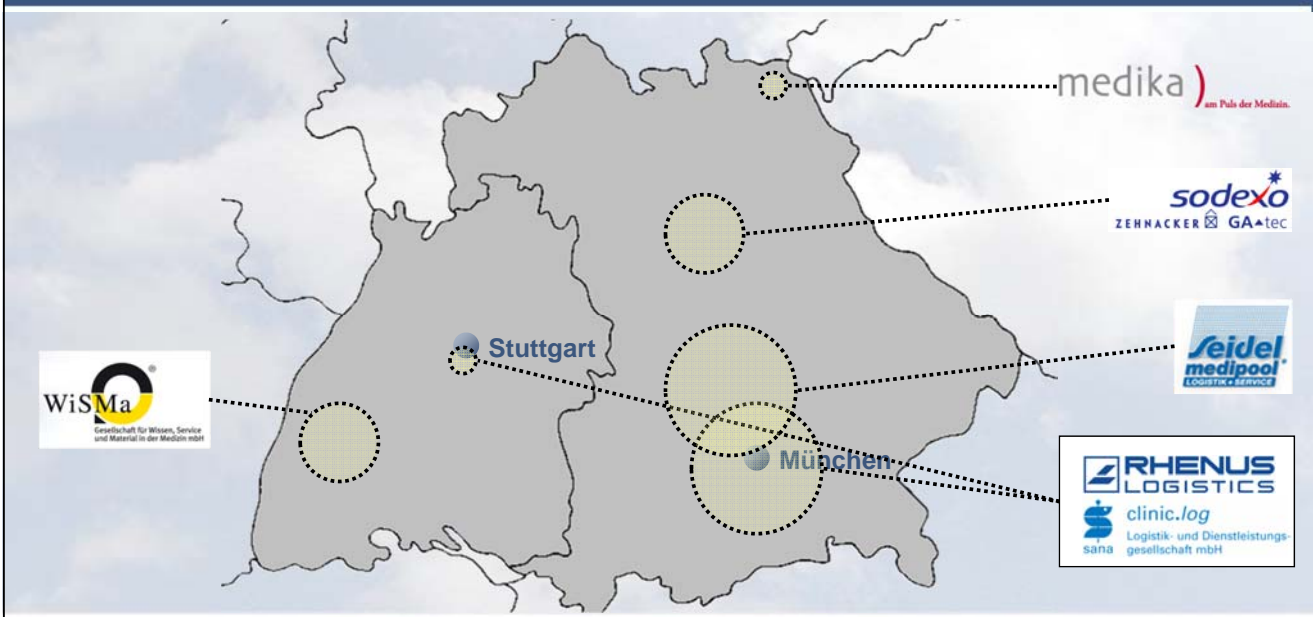 medika)
am Puls der Medizin.
sodexo
ZEHNACKER GA▲tec
Stuttgart
Seidel
medipool
LOGISTIK + SERVICE
WiSMa®
Gesellschaft für Wissen, Service
und Material in der Medizin mbH
München
RHENUS
LOGISTICS
clinic.log
Logistik- und Dienstleistungs-
gesellschaft mbH
sana